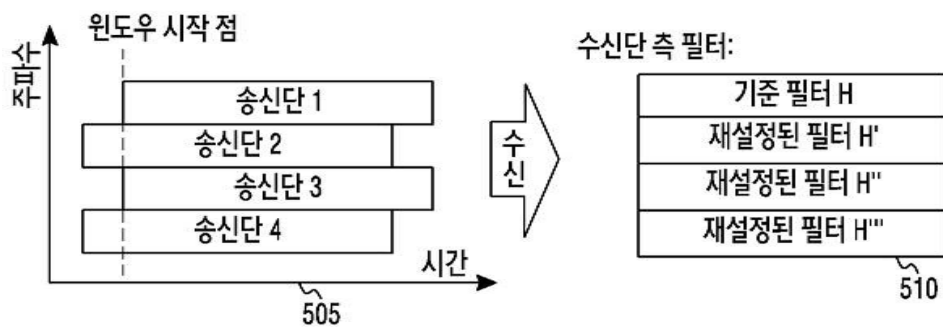 윈도우 시작 점
주파수
송신단 1
송신단 2
송신단 3
송신단 4
시간
505
수신
수신단 측 필터:
기준 필터 H
재설정된 필터 H'
재설정된 필터 H''
재설정된 필터 H'''
510